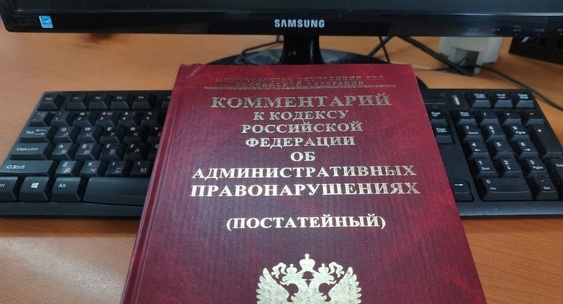 SAMSUNG
КОММЕНТАРИЙ
К КОДЕКСУ
РОССИЙСКОЙ
ФЕДЕРАЦИИ
ОБ
АДМИНИСТРАТИВНЫХ
ПРАВОНАРУШЕНИЯХ
(ПОСТАТЕЙНЫЙ)